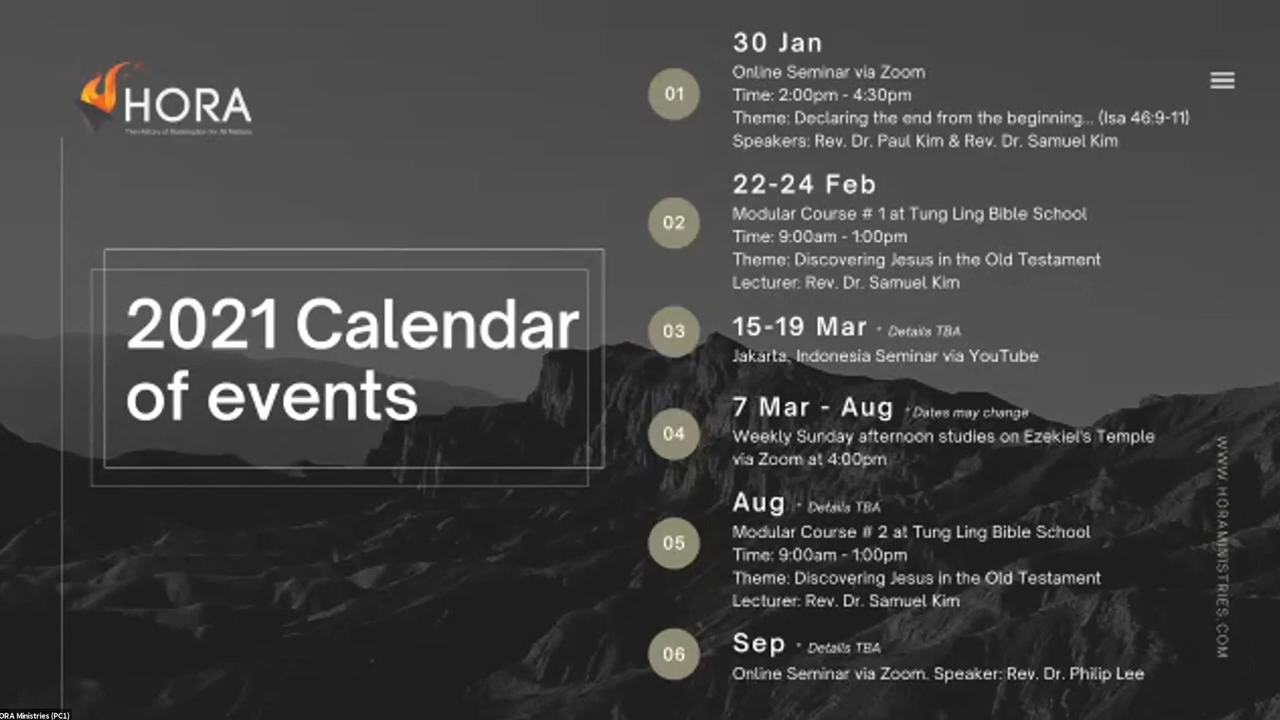 HORA
The History of Redemption for All Nations
2021 Calendar
of events
01
30 Jan
Online Seminar via Zoom
Time: 2:00pm - 4:30pm
Theme: Declaring the end from the beginning... (Isa 46:9-11)
Speakers: Rev. Dr. Paul Kim & Rev. Dr. Samuel Kim
02
22-24 Feb
Modular Course # 1 at Tung Ling Bible School
Time: 9:00am - 1:00pm
Theme: Discovering Jesus in the Old Testament
Lecturer: Rev. Dr. Samuel Kim
03
15-19 Mar * Details TBA
Jakarta, Indonesia Seminar via YouTube
04
7 Mar - Aug *Dates may change
Weekly Sunday afternoon studies on Ezekiel's Temple
via Zoom at 4:00pm
05
Aug * Details TBA
Modular Course # 2 at Tung Ling Bible School
Time: 9:00am - 1:00pm
Theme: Discovering Jesus in the Old Testament
Lecturer: Rev. Dr. Samuel Kim
06
Sep * Details TBA
Online Seminar via Zoom. Speaker: Rev. Dr. Philip Lee
WWW.HORAMINISTRIES.COM
ORA Ministries (PC1)